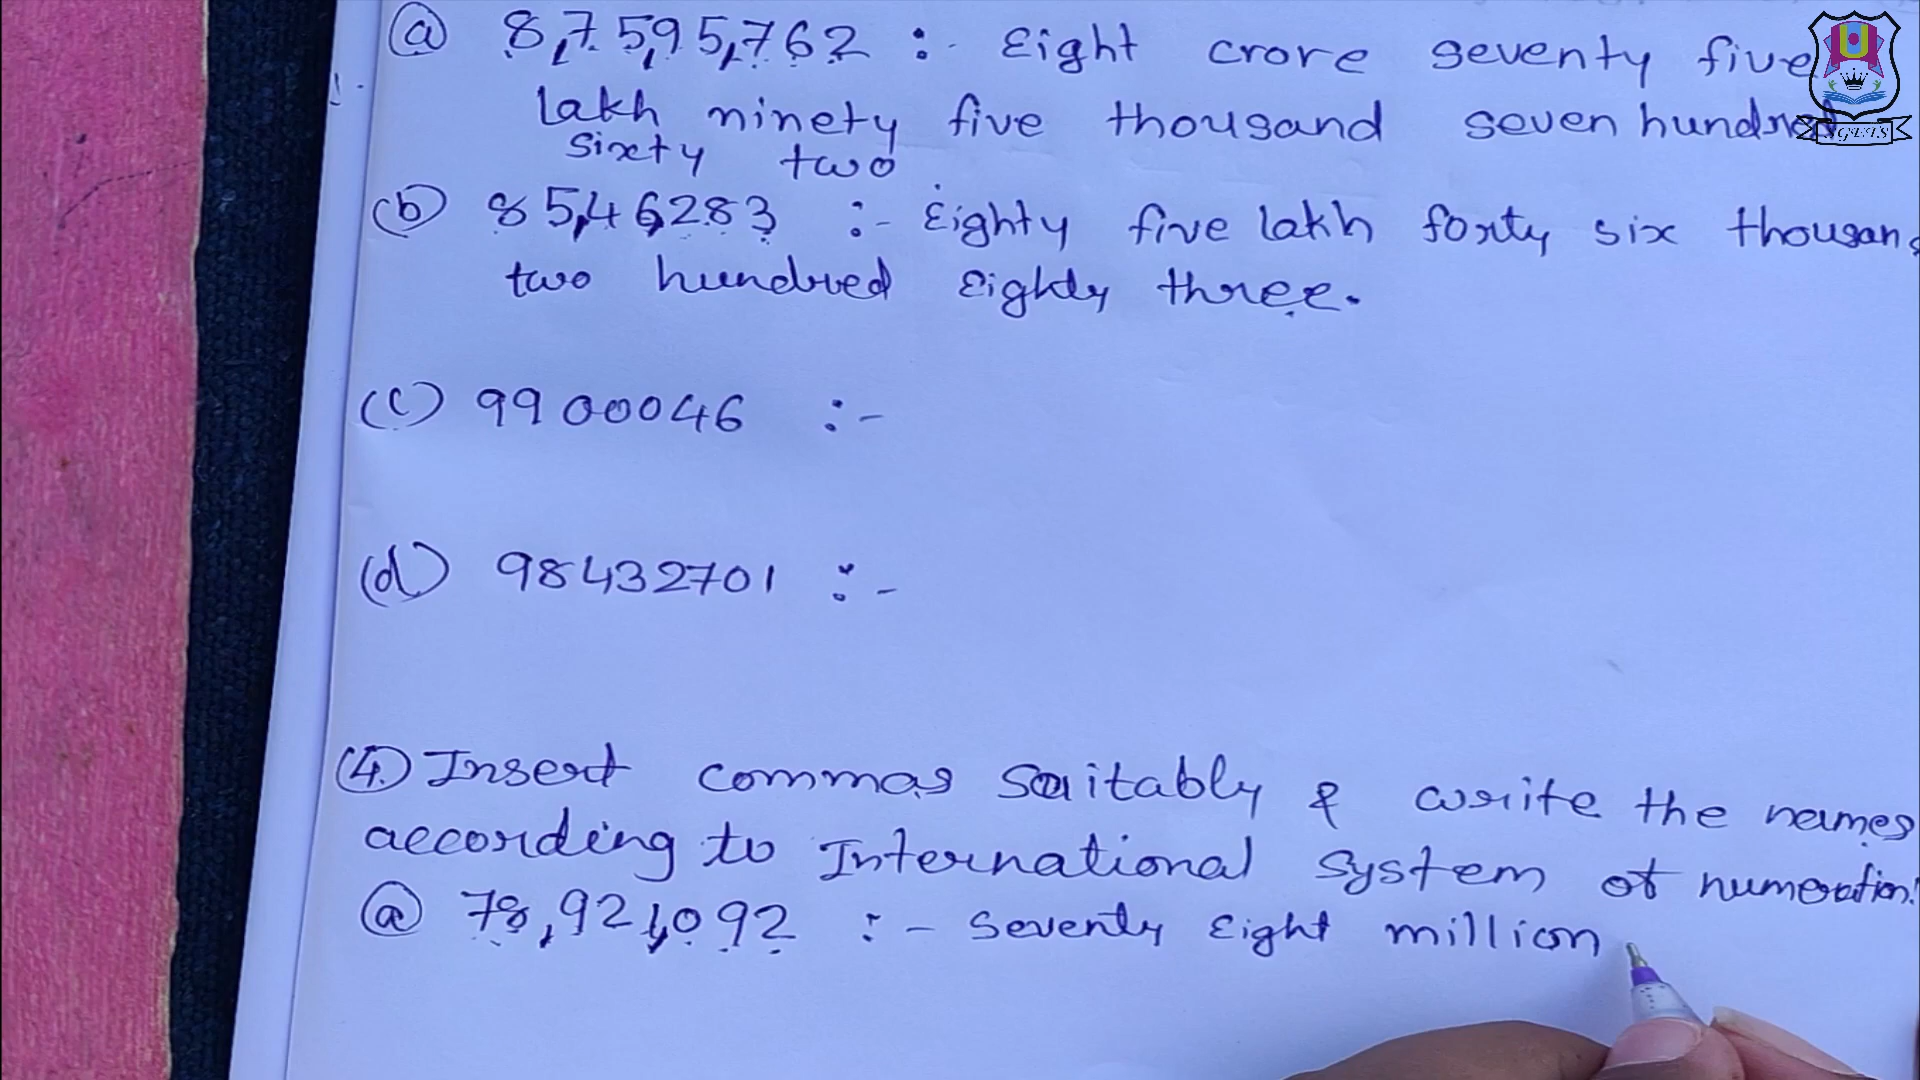 (a) 8,75,95,762 :- Eight crore seventy five
lakh ninety five thousand seven hundred
sixty two
(b) 85,46,283 :- Eighty five lakh forty six thousan
two hundred eighty three.
(c) 9900046 :-
(d) 98432701 :-
(4.) Insert commas suitably & write the names
according to International system of numeration.
(a) 78,921,092 :- Seventy Eight million